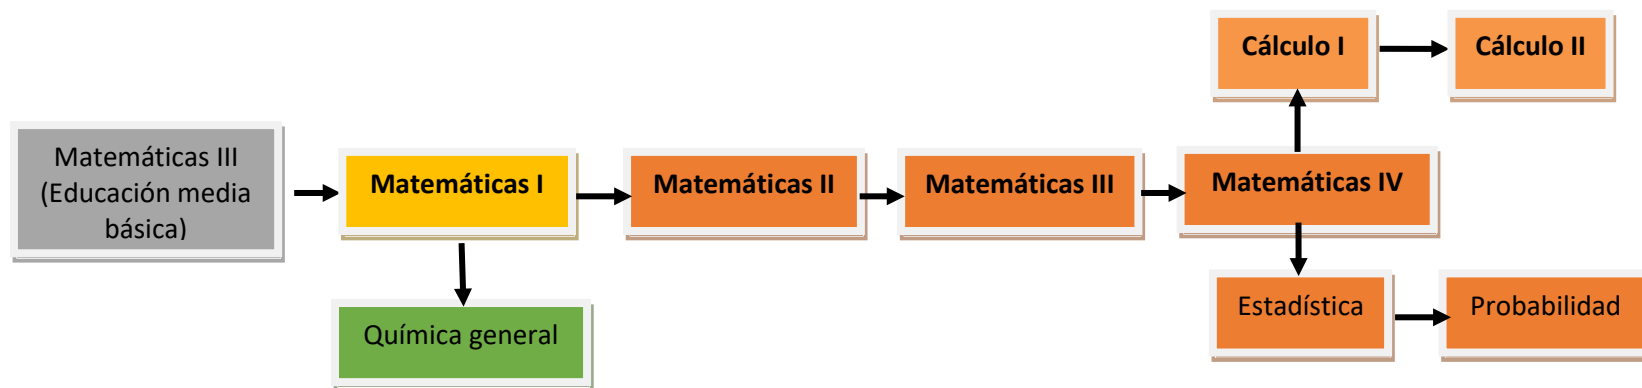 Cálculo I
Cálculo II
Matemáticas III
(Educación media
básica)
Matemáticas I
Matemáticas II
Matemáticas III
Matemáticas IV
Química general
Estadística
Probabilidad